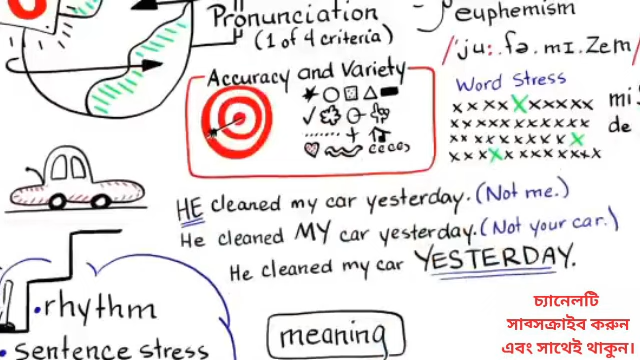 Pronunciation
(1 of 4 criteria)
euphemism
/ˈju:.fə.mɪ.Zəm/
Accuracy and Variety
Word Stress
HE cleaned my car yesterday. (Not me.)
He cleaned MY car yesterday. (Not your car.)
He cleaned my car YESTERDAY.
•rhythm
•sentence stress
meaning
চ্যানেলটি
সাবস্ক্রাইব করুন
এবং সাথেই থাকুন।